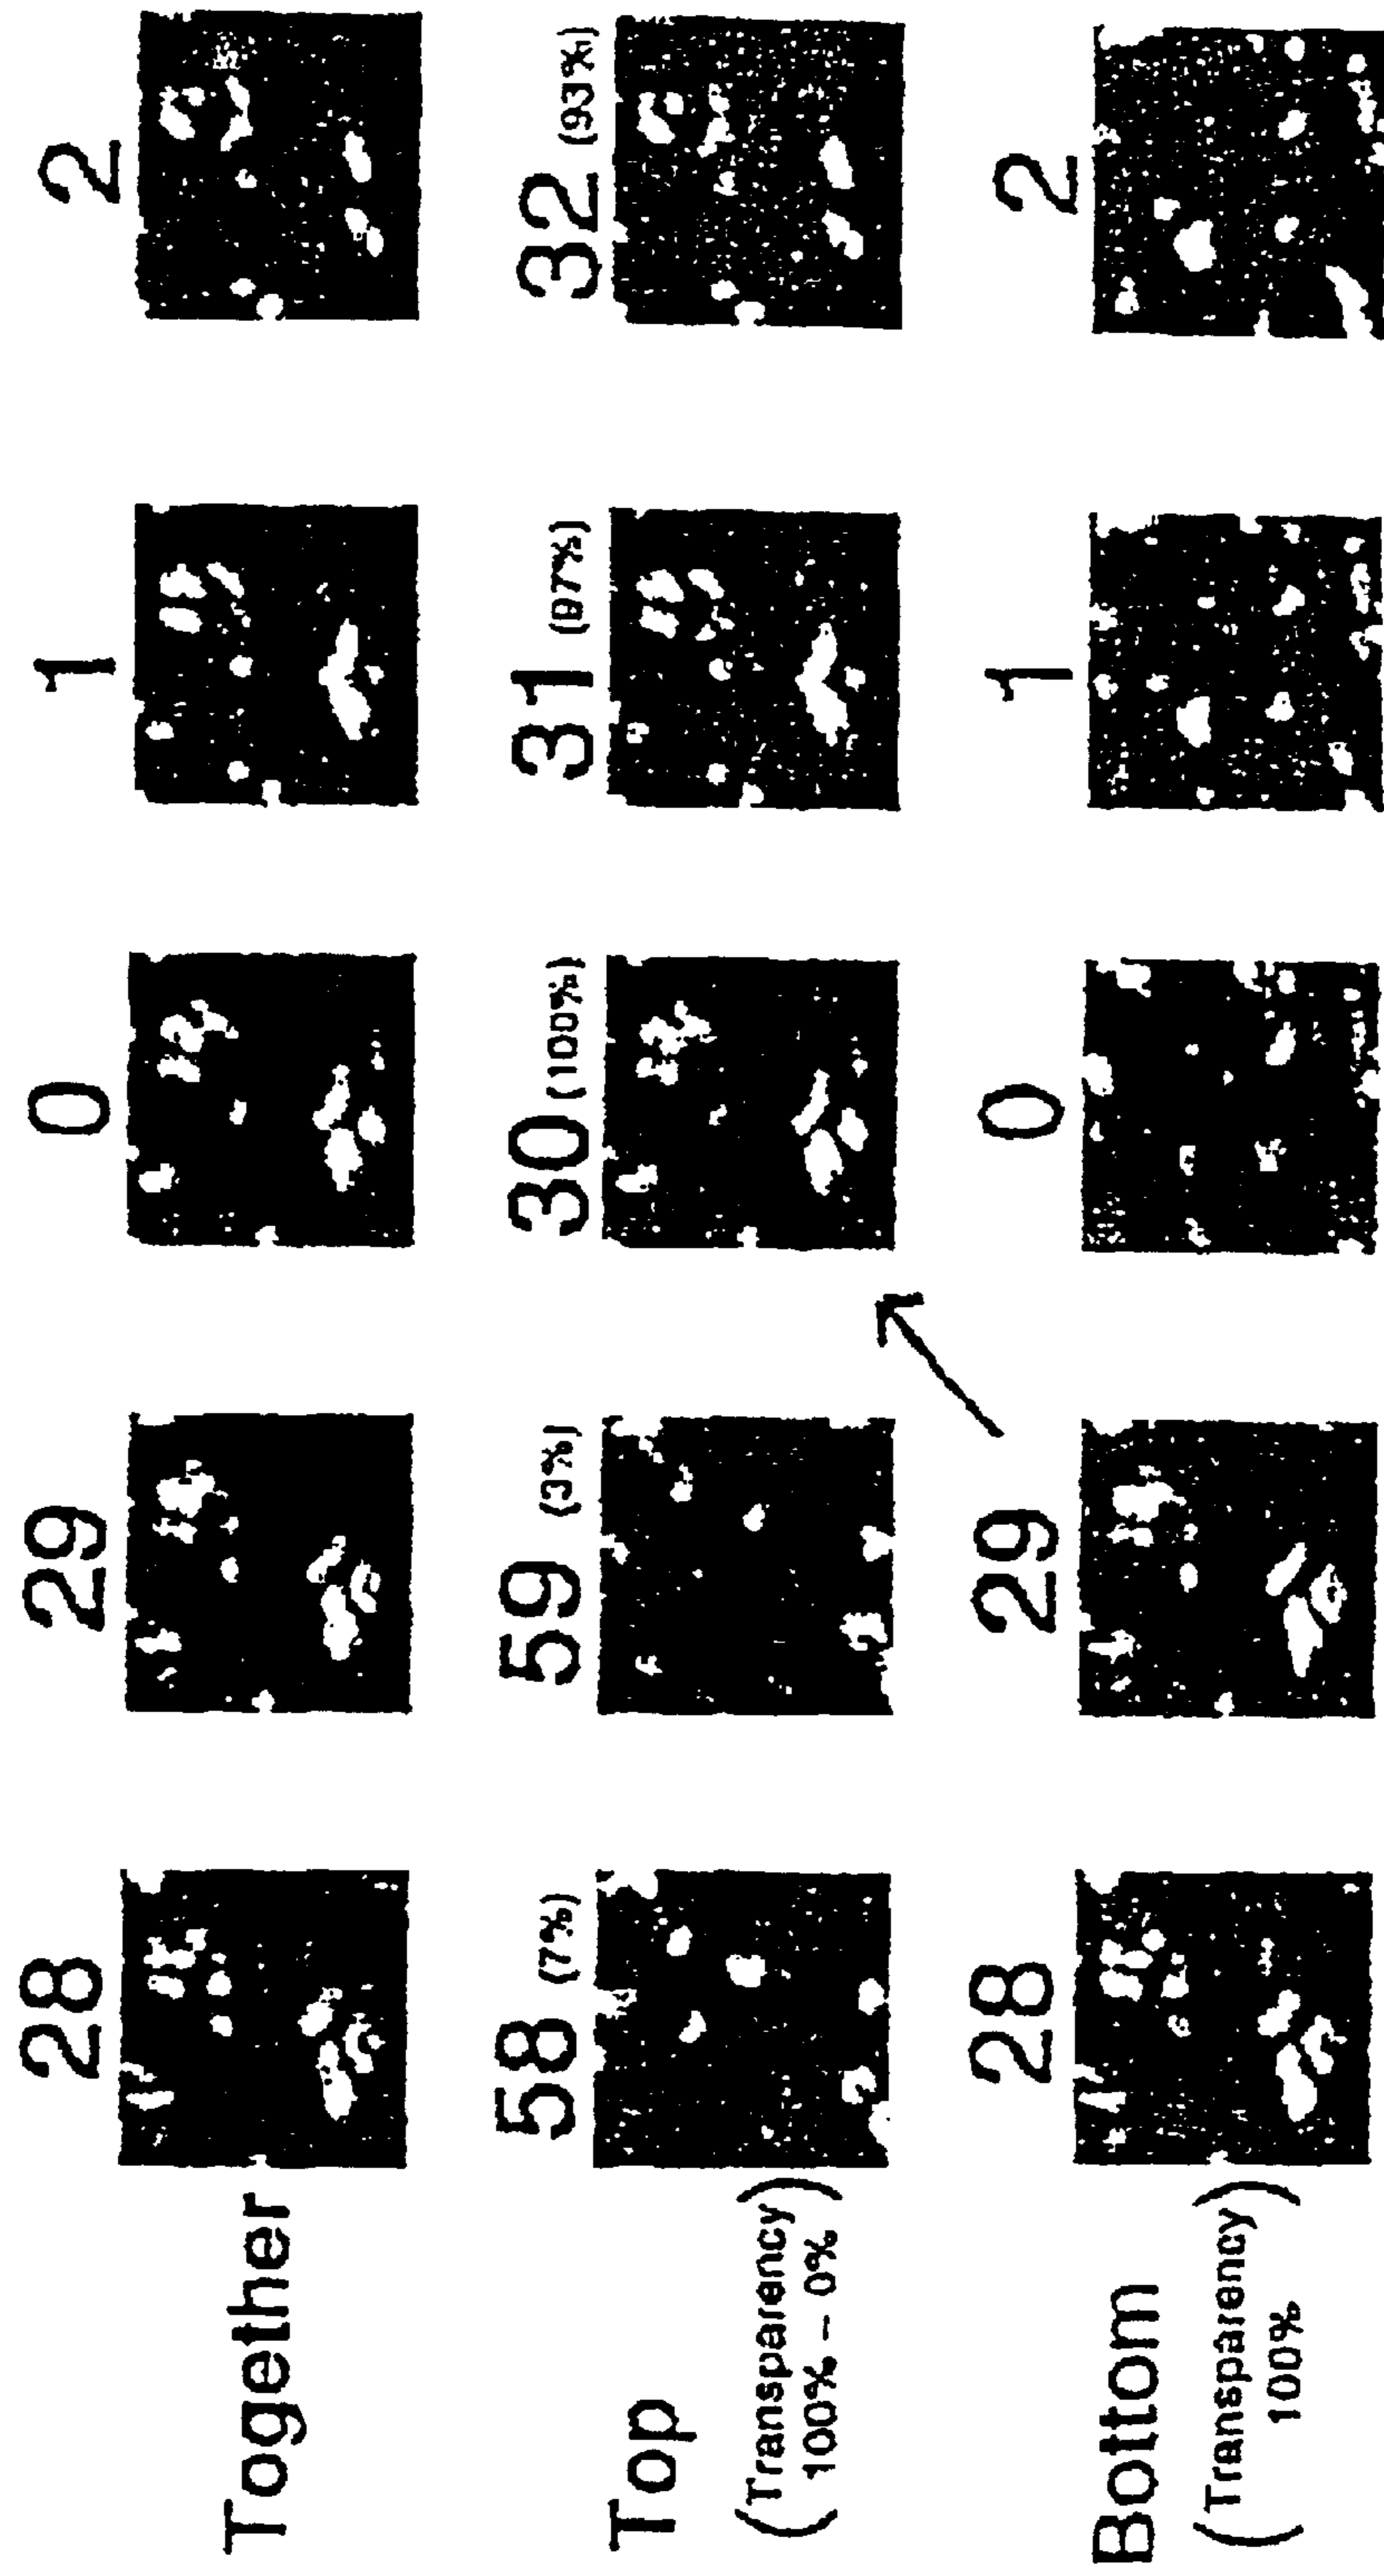 28 29 0 1 2
Together
58 (7%) 59 (3%) 30 (100%) 31 (97%) 32 (93%)
Top
(Transparency)
100% – 0%
28 29 0 1 2
Bottom
(Transparency)
100%